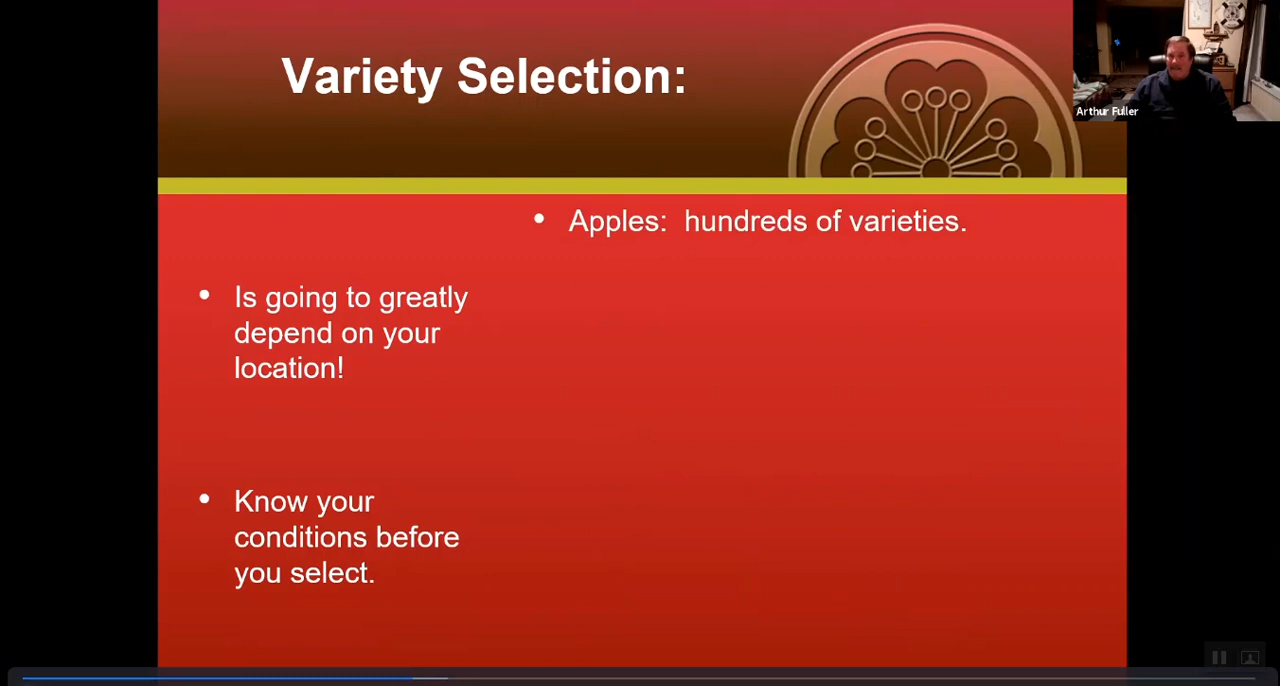 Variety Selection:
Arthur Fuller
• Apples: hundreds of varieties.
• Is going to greatly
depend on your
location!
• Know your
conditions before
you select.